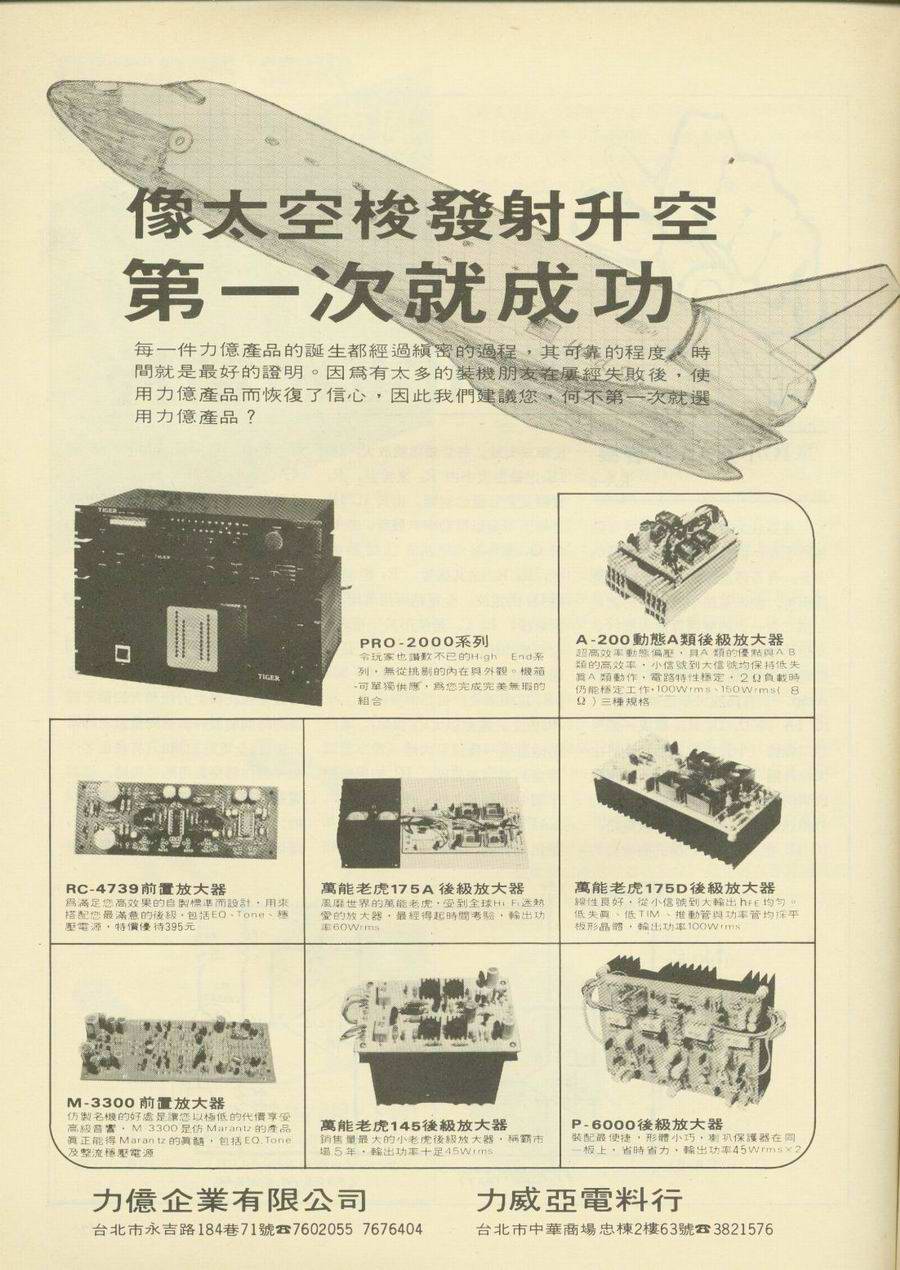 像太空梭發射升空
第一次就成功
每一件力億產品的誕生都經過縝密的過程，其可靠的程度，時
間就是最好的證明。因爲有太多的裝機朋友在屢經失敗後，使
用力億產品而恢復了信心，因此我們建議您，何不第一次就選
用力億產品？
TIGER
TIGER
TIGER
PRO-2000系列
令玩家也讚歎不已的High End系
列，無從挑剔的內在與外觀。機箱
可單獨供應，爲您完成完美無瑕的
組合
A-200動態A類後級放大器
超高效率動態偏壓，具A類的優點與AB
類的高效率，小信號到大信號均保持低失
眞A類動作，電路特性穩定，2Ω負載時
仍能穩定工作，100Wrms、150Wrms( 8
Ω )三種規格
RC-4739前置放大器
爲滿足您高效果的自製標準而設計，用來
搭配您最滿意的後級，包括EQ、Tone、穩
壓電源，特價優待395元
萬能老虎175A後級放大器
風靡世界的萬能老虎，受到全球Hi Fi迷熱
愛的放大器，最經得起時間考驗，輸出功
率60Wrms
萬能老虎175D後級放大器
線性良好，從小信號到大輸出hFE均勻。
低失眞、低TIM、推動管與功率管均採平
板形晶體，輸出功率100Wrms
M-3300前置放大器
仿製名機的好處是讓您以極低的代價享受
高級音響，M 3300是仿Marantz的產品
眞正能得Marantz的眞髓，包括EQ.Tone
及整流穩壓電源
萬能老虎145後級放大器
銷售量最大的小老虎後級放大器，稱霸市
場5年，輸出功率十足45Wrms
P-6000後級放大器
裝配最便捷，形體小巧，喇叭保護器在同
一板上，省時省力，輸出功率45Wrms×2
力億企業有限公司
台北市永吉路184巷71號☎7602055 7676404
力威亞電料行
台北市中華商場忠棟2樓63號☎3821576